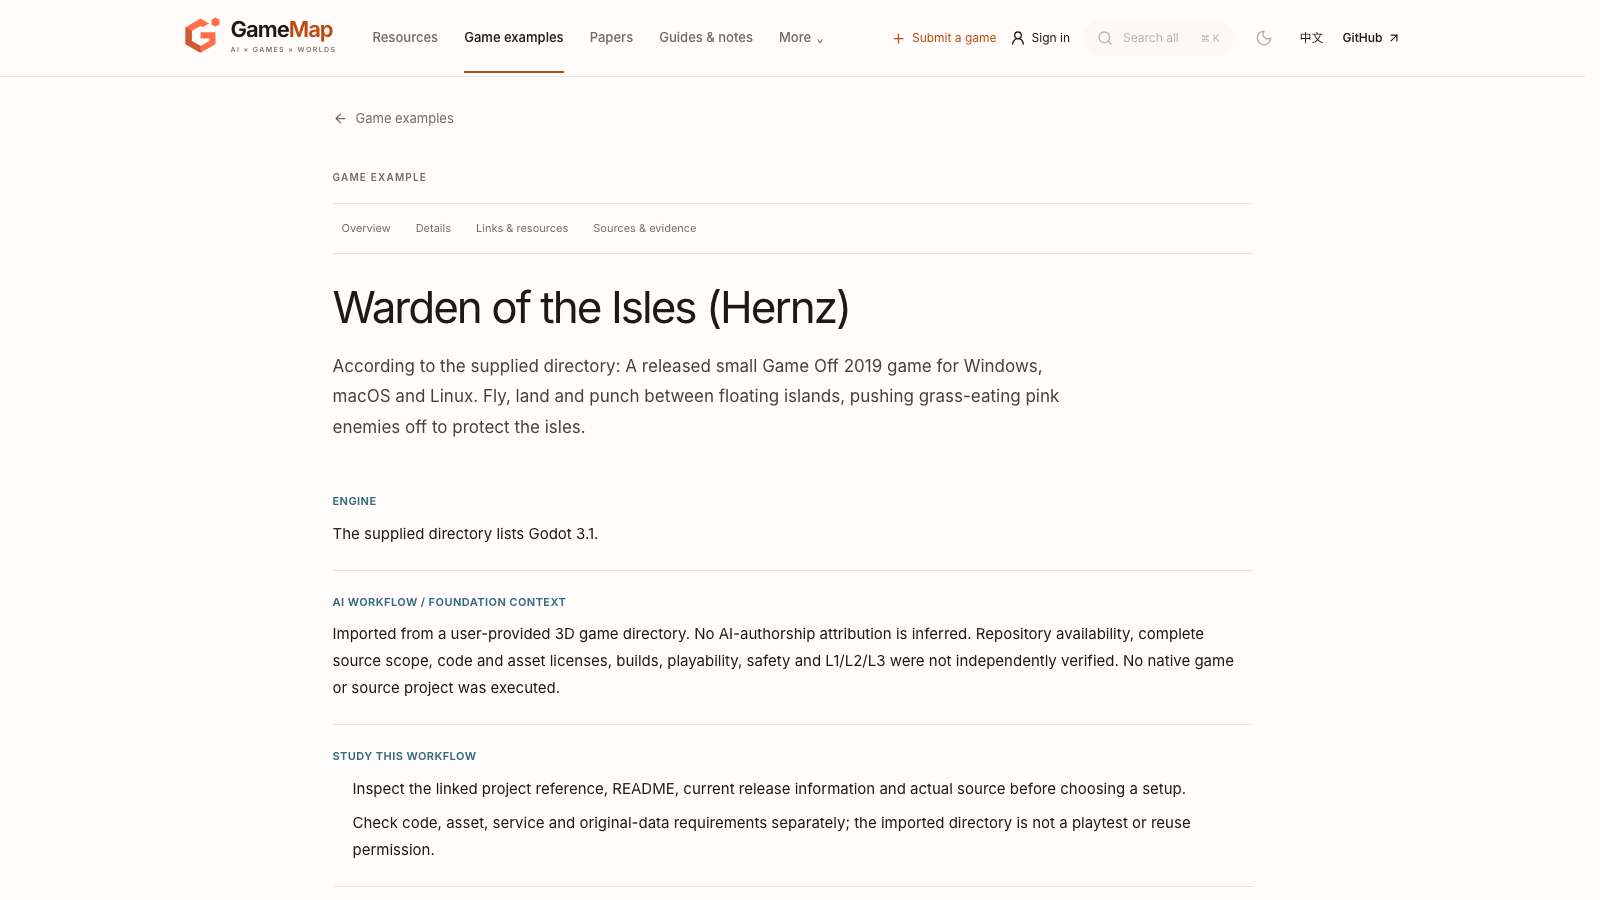 GameMap
AI × GAMES × WORLDS
Resources
Game examples
Papers
Guides & notes
More
Submit a game
Sign in
Search all
⌘ K
中文
GitHub
Game examples
GAME EXAMPLE
Overview
Details
Links & resources
Sources & evidence
Warden of the Isles (Hernz)
According to the supplied directory: A released small Game Off 2019 game for Windows,
macOS and Linux. Fly, land and punch between floating islands, pushing grass-eating pink
enemies off to protect the isles.
ENGINE
The supplied directory lists Godot 3.1.
AI WORKFLOW / FOUNDATION CONTEXT
Imported from a user-provided 3D game directory. No AI-authorship attribution is inferred. Repository availability, complete
source scope, code and asset licenses, builds, playability, safety and L1/L2/L3 were not independently verified. No native game
or source project was executed.
STUDY THIS WORKFLOW
Inspect the linked project reference, README, current release information and actual source before choosing a setup.
Check code, asset, service and original-data requirements separately; the imported directory is not a playtest or reuse
permission.